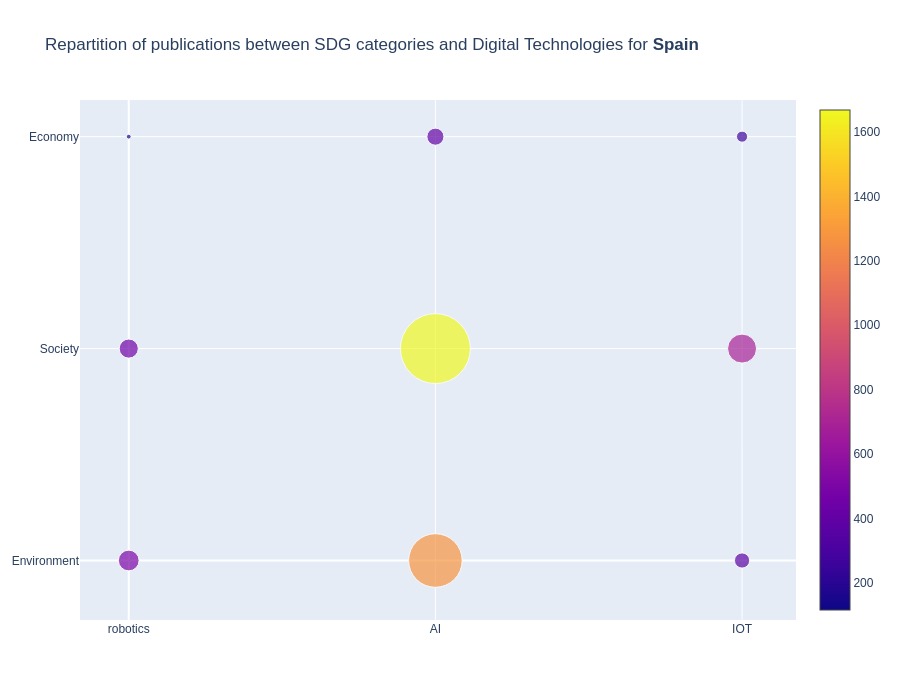 Repartition of publications between SDG categories and Digital Technologies for Spain
Economy
Society
Environment
robotics
AI
IOT
1600
1400
1200
1000
800
600
400
200